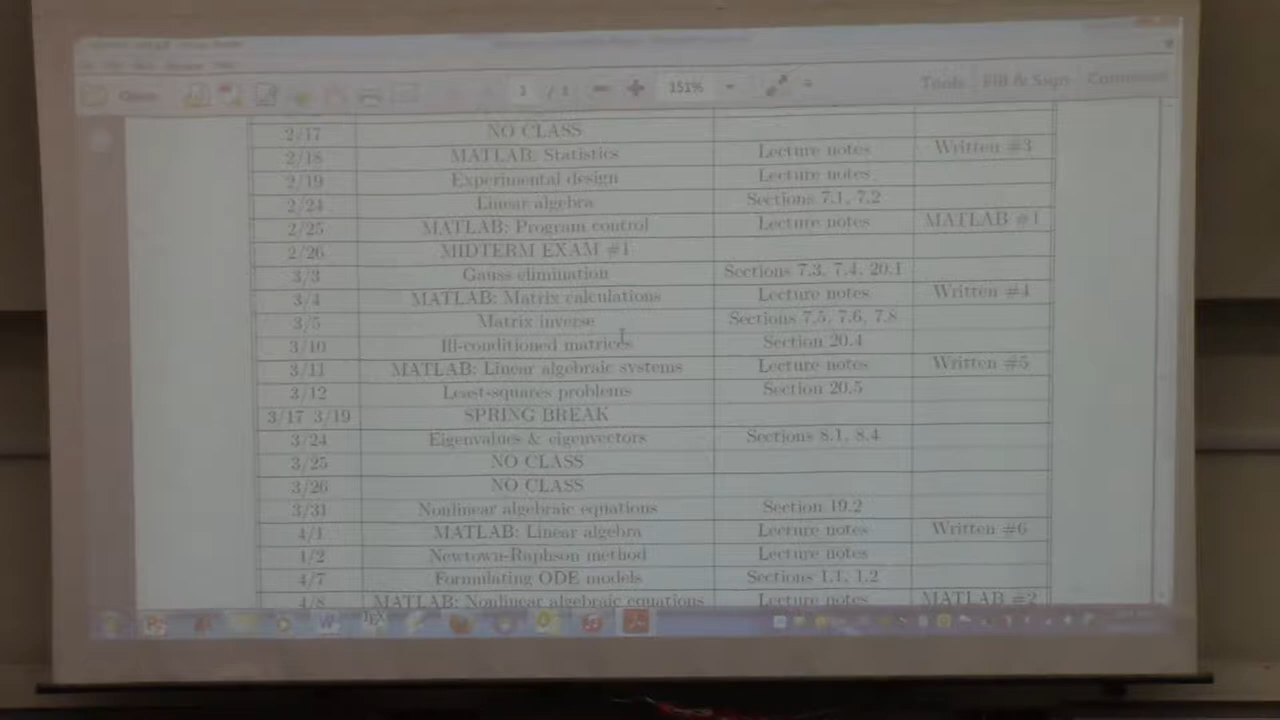 1 / 3 151% Tools Fill & Sign Comment
2/17 NO CLASS
2/18 MATLAB: Statistics Lecture notes Written #3
2/19 Experimental design Lecture notes
2/24 Linear algebra Sections 7.1, 7.2
2/25 MATLAB: Program control Lecture notes MATLAB #1
2/26 MIDTERM EXAM #1
3/3 Gauss elimination Sections 7.3, 7.4, 20.1
3/4 MATLAB: Matrix calculations Lecture notes Written #4
3/5 Matrix inverse Sections 7.5, 7.6, 7.8
3/10 Ill-conditioned matrices Section 20.4
3/11 MATLAB: Linear algebraic systems Lecture notes Written #5
3/12 Least-squares problems Section 20.5
3/17 3/19 SPRING BREAK
3/24 Eigenvalues & eigenvectors Sections 8.1, 8.4
3/25 NO CLASS
3/26 NO CLASS
3/31 Nonlinear algebraic equations Section 19.2
4/1 MATLAB: Linear algebra Lecture notes Written #6
4/2 Newtown-Raphson method Lecture notes
4/7 Formulating ODE models Sections 1.1, 1.2
4/8 MATLAB: Nonlinear algebraic equations Lecture notes MATLAB #2